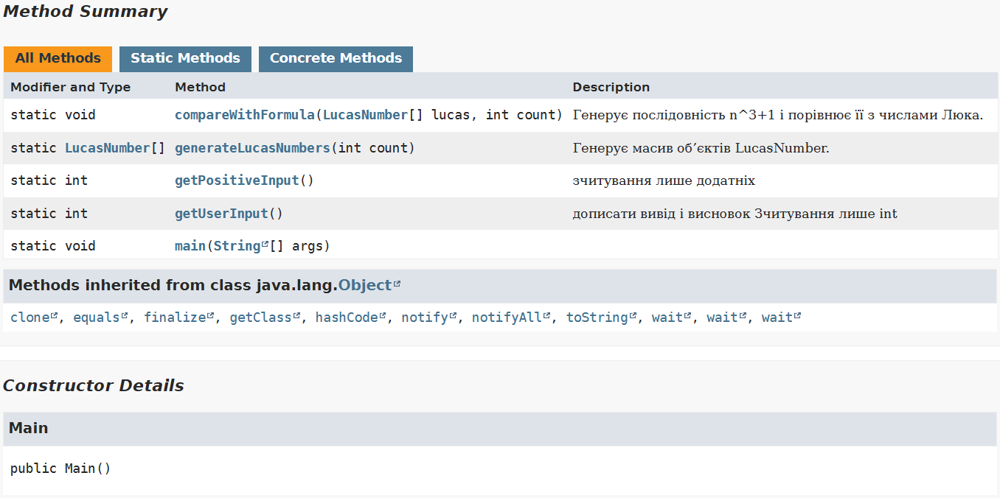 Method Summary
All Methods Static Methods Concrete Methods
Modifier and Type Method Description
static void compareWithFormula(LucasNumber[] lucas, int count) Генерує послідовність n^3+1 і порівнює її з числами Люка.
static LucasNumber[] generateLucasNumbers(int count) Генерує масив об’єктів LucasNumber.
static int getPositiveInput() зчитування лише додатніх
static int getUserInput() дописати вивід і висновок Зчитування лише int
static void main(String[] args)
Methods inherited from class java.lang.Object
clone, equals, finalize, getClass, hashCode, notify, notifyAll, toString, wait, wait, wait
Constructor Details
Main
public Main()